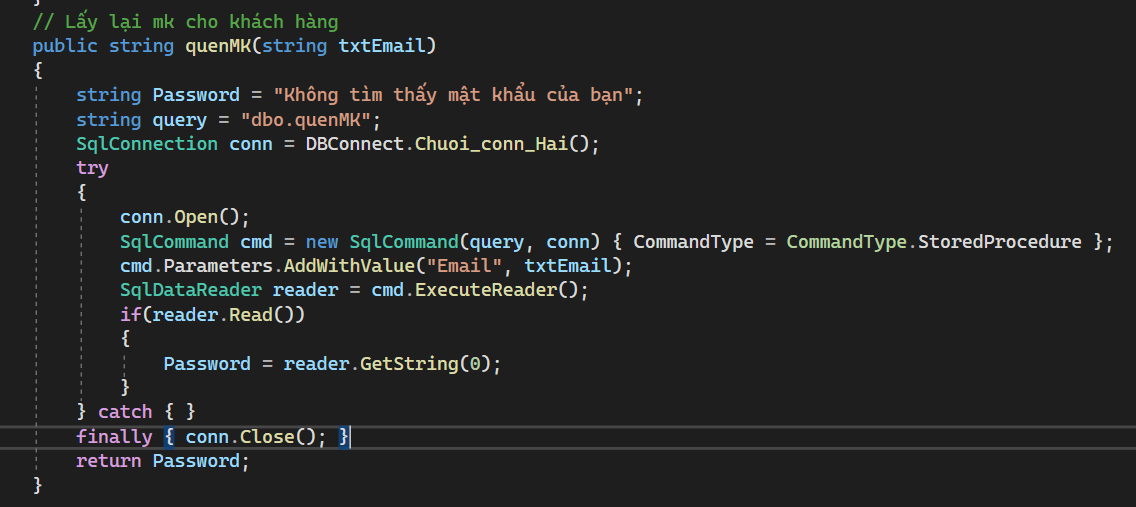 }
// Lấy lại mk cho khách hàng
public string quenMK(string txtEmail)
{
string Password = "Không tìm thấy mật khẩu của bạn";
string query = "dbo.quenMK";
SqlConnection conn = DBConnect.Chuoi_conn_Hai();
try
{
conn.Open();
SqlCommand cmd = new SqlCommand(query, conn) { CommandType = CommandType.StoredProcedure };
cmd.Parameters.AddWithValue("Email", txtEmail);
SqlDataReader reader = cmd.ExecuteReader();
if(reader.Read())
{
Password = reader.GetString(0);
}
} catch { }
finally { conn.Close(); }
return Password;
}